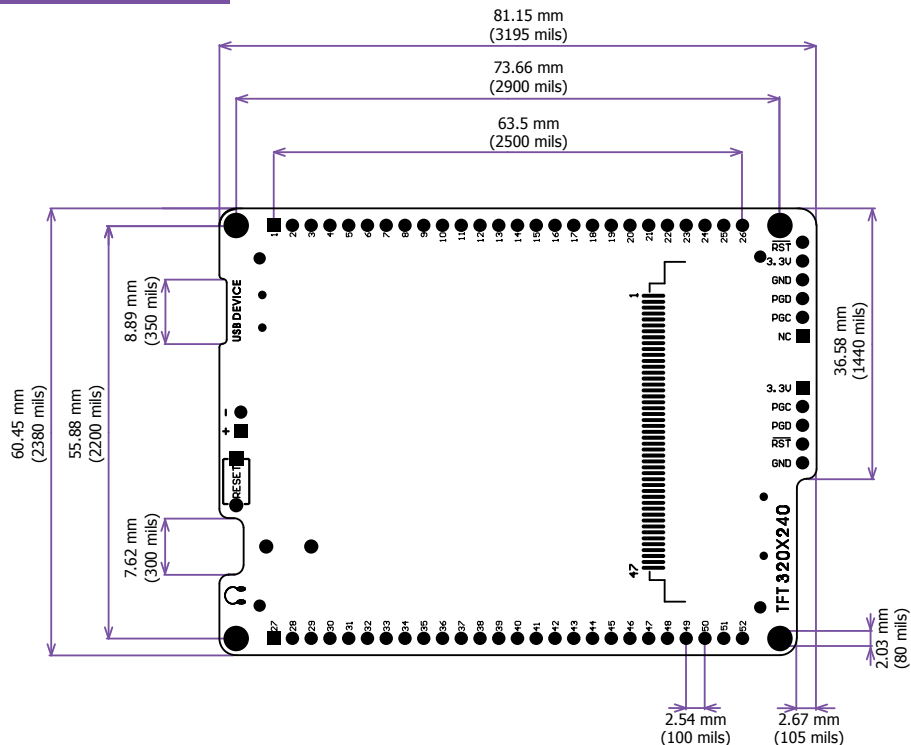 81.15 mm
(3195 mils)
73.66 mm
(2900 mils)
63.5 mm
(2500 mils)
1 2 3 4 5 6 7 8 9 10 11 12 13 14 15 16 17 18 19 20 21 22 23 24 25 26
RST
3.3V
GND
PGD
PGC
NC
3.3V
PGC
PGD
RST
GND
USB DEVICE
1
47
- 
+
RESET
TFT320X240
8.89 mm
(350 mils)
60.45 mm
(2380 mils)
55.88 mm
(2200 mils)
7.62 mm
(300 mils)
36.58 mm
(1440 mils)
27 28 29 30 31 32 33 34 35 36 37 38 39 40 41 42 43 44 45 46 47 48 49 50 51 52
2.03 mm
(80 mils)
2.54 mm
(100 mils)
2.67 mm
(105 mils)